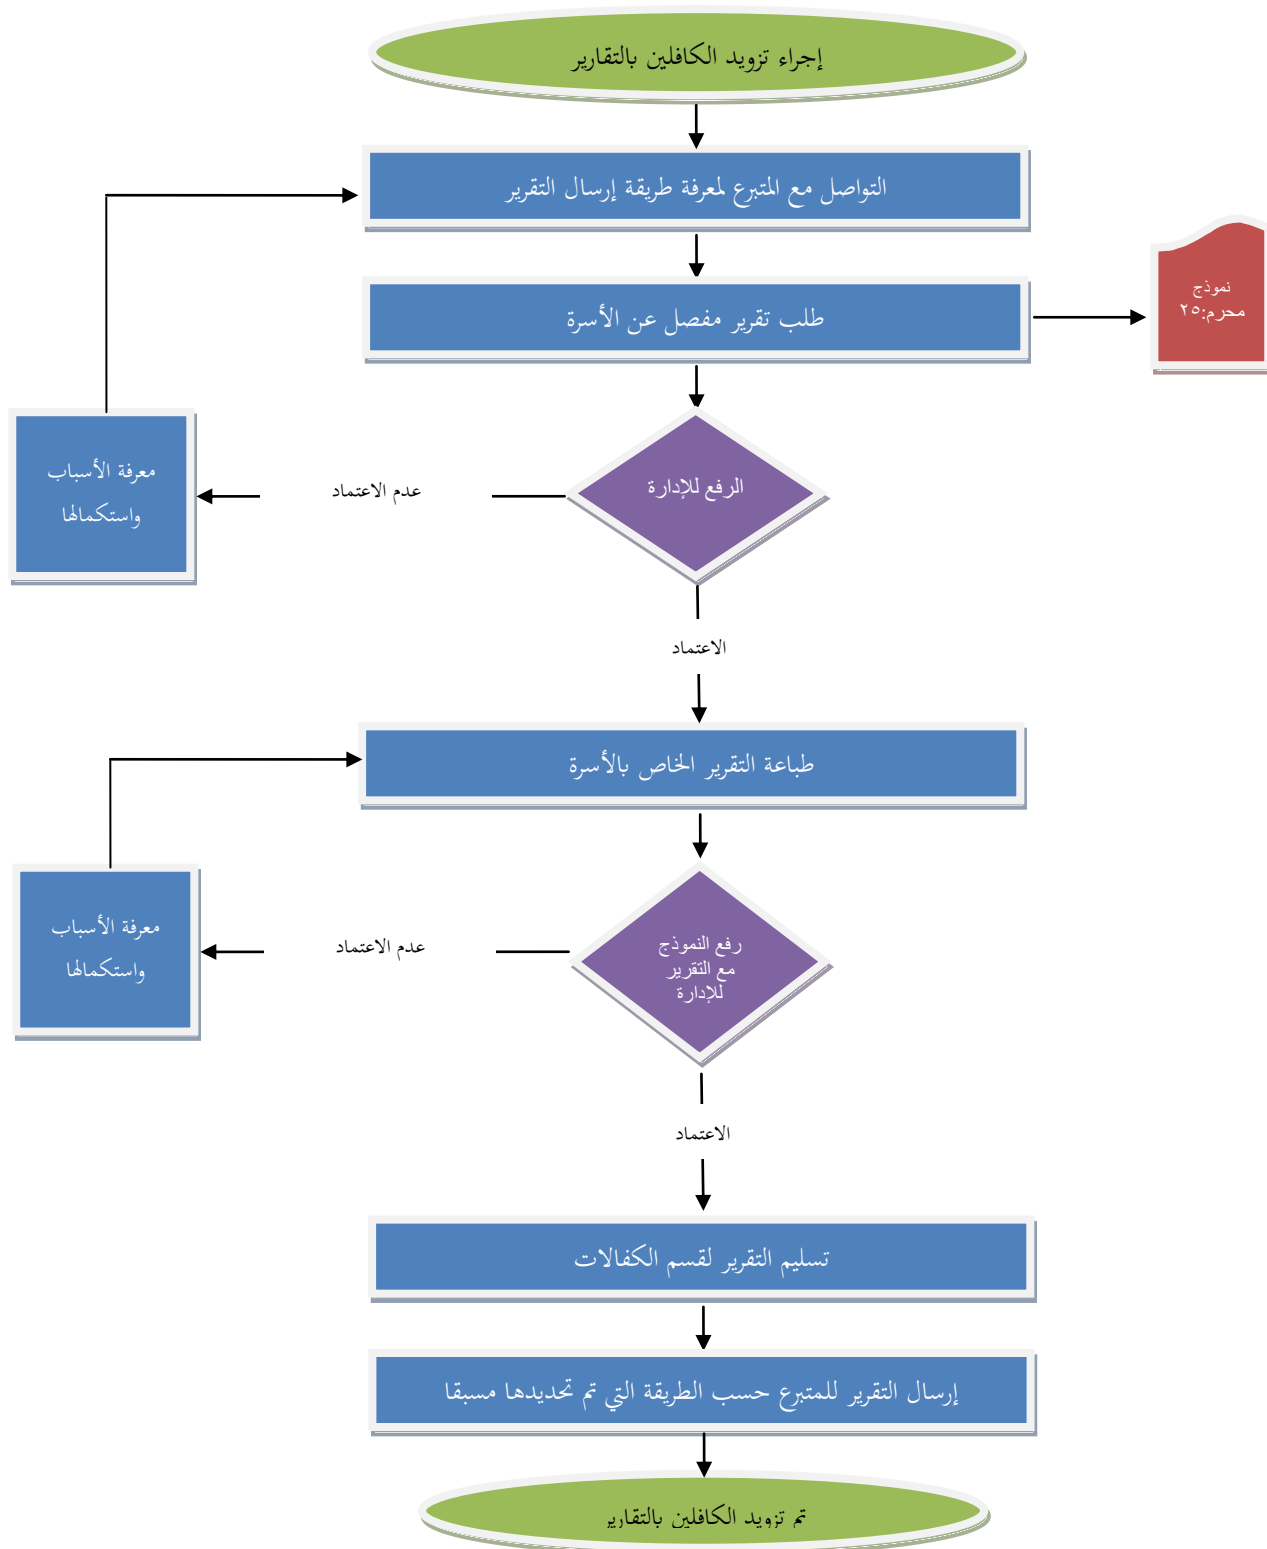 إجراء تزويد الكافلين بالتقارير
التواصل مع المتبرع لمعرفة طريقة إرسال التقرير
طلب تقرير مفصل عن الأسرة
نموذج
محرم:٢٥
الرفع للإدارة
عدم الاعتماد
معرفة الأسباب
واستكمالها
الاعتماد
طباعة التقرير الخاص بالأسرة
رفع النموذج
مع التقرير
للإدارة
عدم الاعتماد
معرفة الأسباب
واستكمالها
الاعتماد
تسليم التقرير لقسم الكفالات
إرسال التقرير للمتبرع حسب الطريقة التي تم تحديدها مسبقا
تم تزويد الكافلين بالتقارير